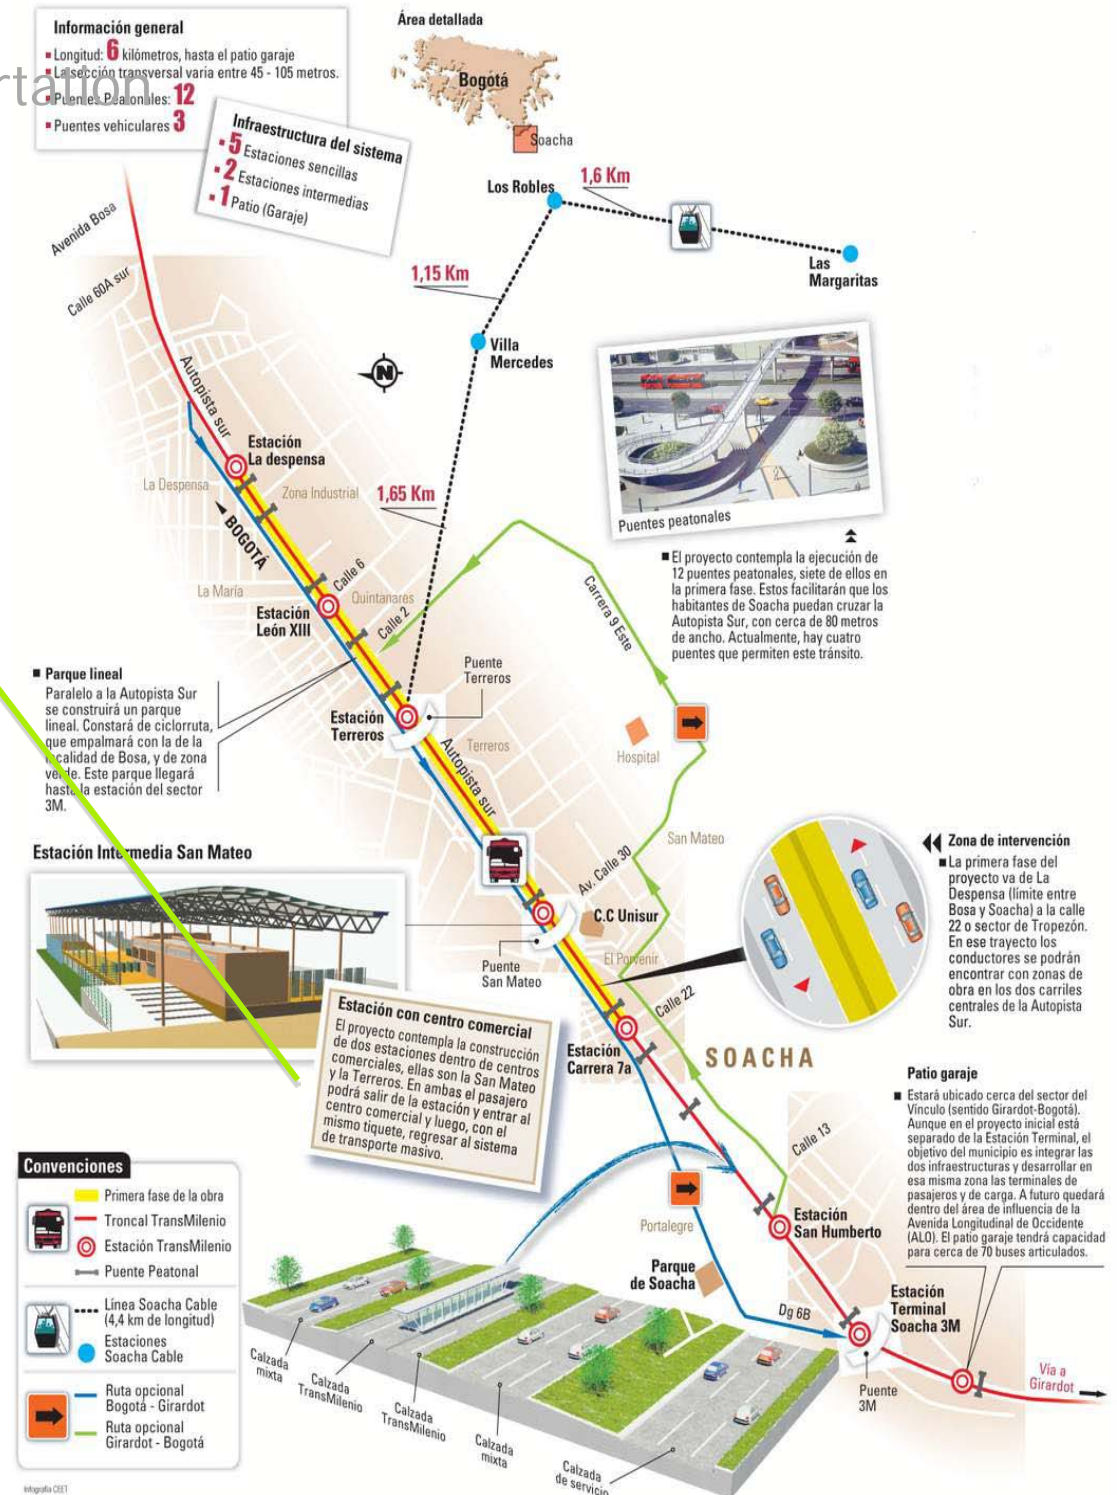 Información general
▪ Longitud: 6 kilómetros, hasta el patio garaje
▪ La sección transversal varia entre 45 - 105 metros.
▪ Puentes Peatonales: 12
▪ Puentes vehiculares 3
rtation
Infraestructura del sistema
▪ 5 Estaciones sencillas
▪ 2 Estaciones intermedias
▪ 1 Patio (Garaje)
Área detallada
Bogotá
Soacha
Los Robles
1,6 Km
Las
Margaritas
1,15 Km
Villa
Mercedes
1,65 Km
N
Avenida Bosa
Calle 60A sur
Autopista sur
Estación
La despensa
La Despensa
Zona Industrial
BOGOTÁ
La María
Calle 6
Quintanares
Estación
León XIII
Calle 2
Carrera 9 Este
Puentes peatonales
■ El proyecto contempla la ejecución de
12 puentes peatonales, siete de ellos en
la primera fase. Estos facilitarán que los
habitantes de Soacha puedan cruzar la
Autopista Sur, con cerca de 80 metros
de ancho. Actualmente, hay cuatro
puentes que permiten este tránsito.
■ Parque lineal
Paralelo a la Autopista Sur
se construirá un parque
lineal. Constará de ciclorruta,
que empalmará con la de la
localidad de Bosa, y de zona
verde. Este parque llegará
hasta la estación del sector
3M.
Puente
Terreros
Estación
Terreros
Terreros
Autopista sur
Hospital
San Mateo
Av. Calle 30
C.C Unisur
El Porvenir
Puente
San Mateo
Calle 22
Estación
Carrera 7a
SOACHA
Zona de intervención
■ La primera fase del
proyecto va de La
Despensa (límite entre
Bosa y Soacha) a la calle
22 o sector de Tropezón.
En ese trayecto los
conductores se podrán
encontrar con zonas de
obra en los dos carriles
centrales de la Autopista
Sur.
Estación Intermedia San Mateo
Estación con centro comercial
El proyecto contempla la construcción
de dos estaciones dentro de centros
comerciales, ellas son la San Mateo
y la Terreros. En ambas el pasajero
podrá salir de la estación y entrar al
centro comercial y luego, con el
mismo tiquete, regresar al sistema
de transporte masivo.
Patio garaje
■ Estará ubicado cerca del sector del
Vínculo (sentido Girardot-Bogotá).
Aunque en el proyecto inicial está
separado de la Estación Terminal, el
objetivo del municipio es integrar las
dos infraestructuras y desarrollar en
esa misma zona las terminales de
pasajeros y de carga. A futuro quedará
dentro del área de influencia de la
Avenida Longitudinal de Occidente
(ALO). El patio garaje tendrá capacidad
para cerca de 70 buses articulados.
Calle 13
Estación
San Humberto
Portalegre
Parque
de Soacha
Dg 6B
Estación
Terminal
Soacha 3M
Puente
3M
Vía a
Girardot
Convenciones
Primera fase de la obra
Troncal TransMilenio
Estación TransMilenio
Puente Peatonal
Línea Soacha Cable
(4,4 km de longitud)
Estaciones
Soacha Cable
Ruta opcional
Bogotá - Girardot
Ruta opcional
Girardot - Bogotá
Calzada
mixta
Calzada
TransMilenio
Calzada
TransMilenio
Calzada
mixta
Calzada
de servicio
Infografía CEET